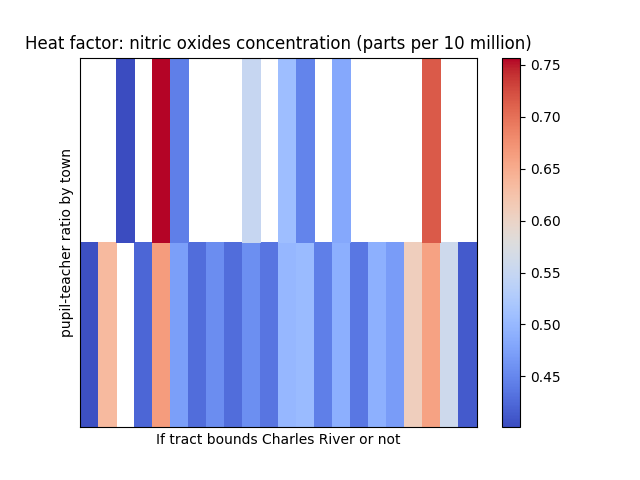 Heat factor: nitric oxides concentration (parts per 10 million)
pupil-teacher ratio by town
If tract bounds Charles River or not
0.75
0.70
0.65
0.60
0.55
0.50
0.45